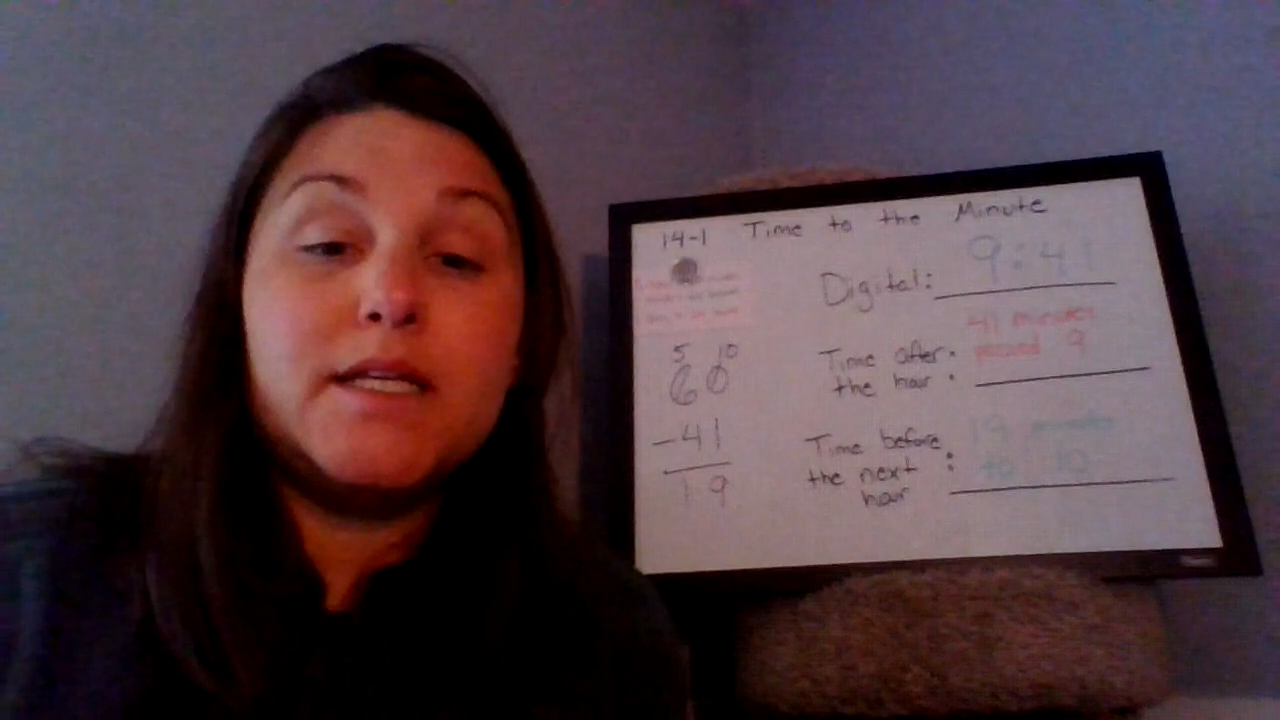 14-1 Time to the Minute
Digital: 9:41
Time after the hour: 41 minutes
passed 9
5 10
60
-41
19
Time before the next hour: 19 minutes
to 10